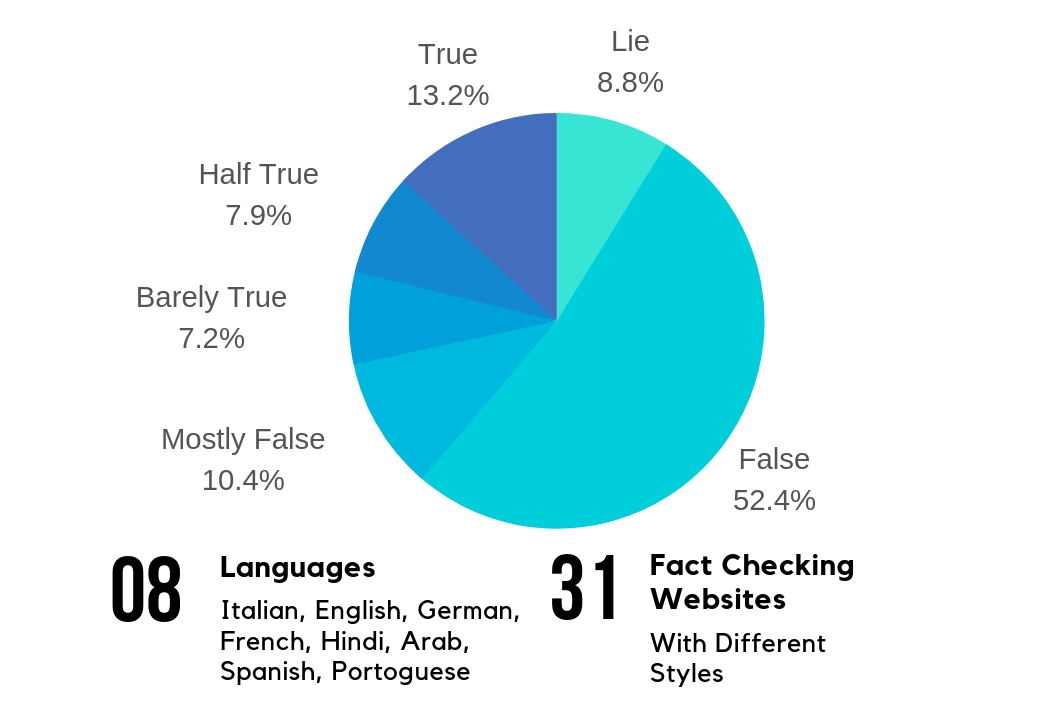 True
13.2%
Lie
8.8%
Half True
7.9%
Barely True
7.2%
Mostly False
10.4%
False
52.4%
08
Languages
Italian, English, German,
French, Hindi, Arab,
Spanish, Portoguese
31
Fact Checking
Websites
With Different
Styles